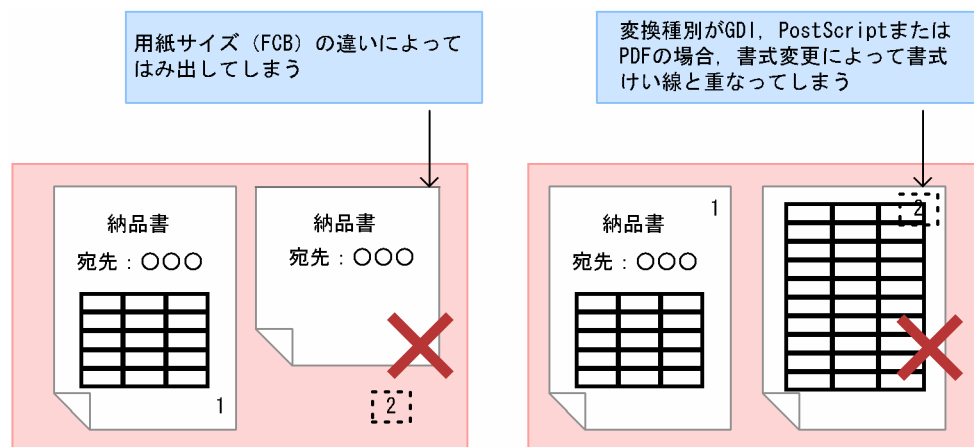 用紙サイズ（FCB）の違いによって
はみ出してしまう
変換種別がGDI，PostScriptまたは
PDFの場合，書式変更によって書式
けい線と重なってしまう
納品書
宛先：○○○
1
納品書
宛先：○○○
2
納品書
宛先：○○○
1
2